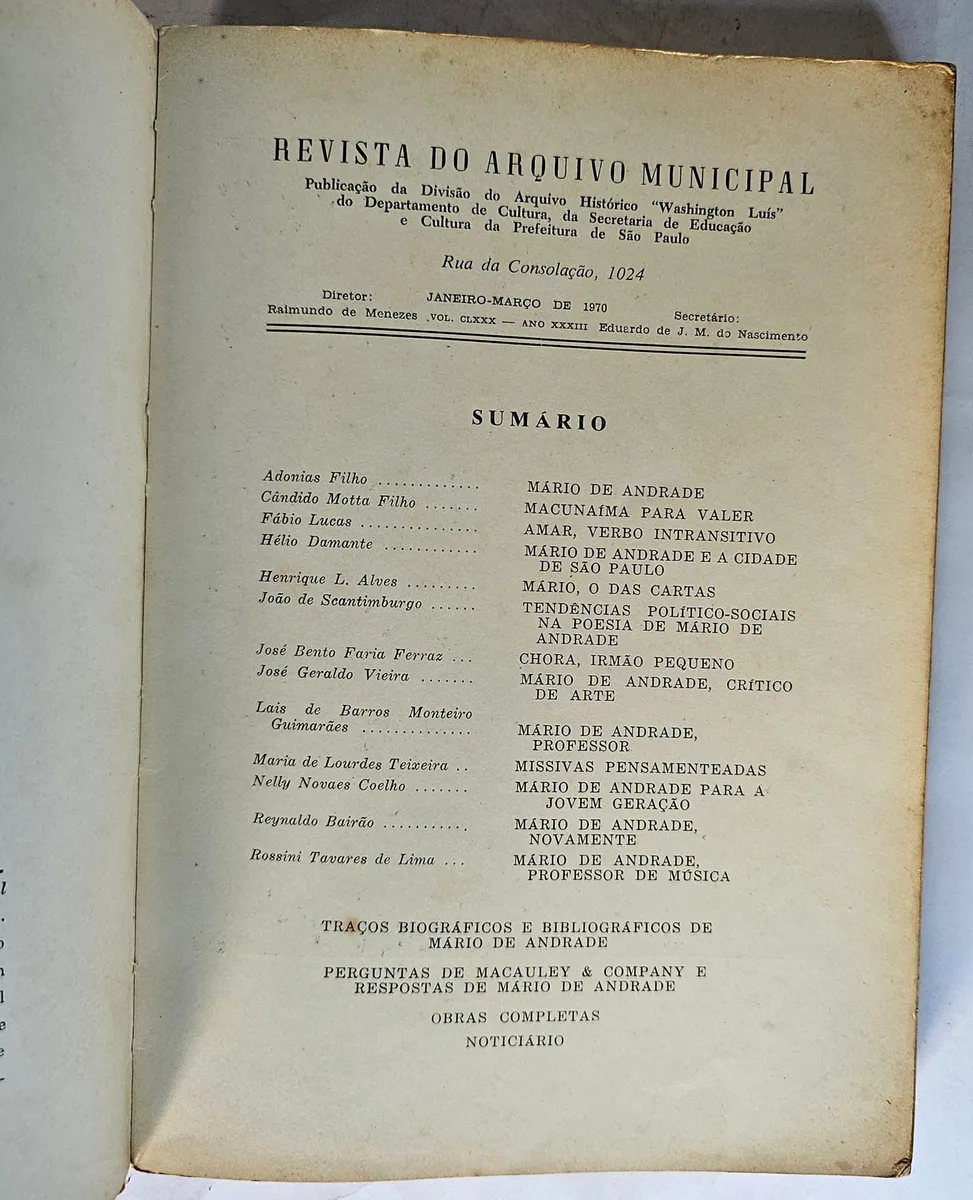 REVISTA DO ARQUIVO MUNICIPAL
Publicação da Divisão do Arquivo Histórico "Washington Luís"
do Departamento de Cultura, da Secretaria de Educação
e Cultura da Prefeitura de São Paulo
Rua da Consolação, 1024
Diretor: JANEIRO-MARÇO DE 1970 Secretário:
Raimundo de Menezes VOL. CLXXX — ANO XXXIII Eduardo de J. M. do Nascimento
SUMÁRIO
Adonias Filho ............. MÁRIO DE ANDRADE
Cândido Motta Filho ....... MACUNAÍMA PARA VALER
Fábio Lucas ............... AMAR, VERBO INTRANSITIVO
Hélio Damante ............ MÁRIO DE ANDRADE E A CIDADE
DE SÃO PAULO
Henrique L. Alves ......... MÁRIO, O DAS CARTAS
João de Scantimburgo ...... TENDÊNCIAS POLÍTICO-SOCIAIS
NA POESIA DE MÁRIO DE
ANDRADE
José Bento Faria Ferraz ... CHORA, IRMÃO PEQUENO
José Geraldo Vieira ....... MÁRIO DE ANDRADE, CRÍTICO
DE ARTE
Lais de Barros Monteiro
Guimarães .............. MÁRIO DE ANDRADE,
PROFESSOR
Maria de Lourdes Teixeira .. MISSIVAS PENSAMENTEADAS
Nelly Novaes Coelho ....... MÁRIO DE ANDRADE PARA A
JOVEM GERAÇÃO
Reynaldo Bairão ........... MÁRIO DE ANDRADE,
NOVAMENTE
Rossini Tavares de Lima ... MÁRIO DE ANDRADE,
PROFESSOR DE MÚSICA
TRAÇOS BIOGRÁFICOS E BIBLIOGRÁFICOS DE
MÁRIO DE ANDRADE
PERGUNTAS DE MACAULEY & COMPANY E
RESPOSTAS DE MÁRIO DE ANDRADE
OBRAS COMPLETAS
NOTICIÁRIO